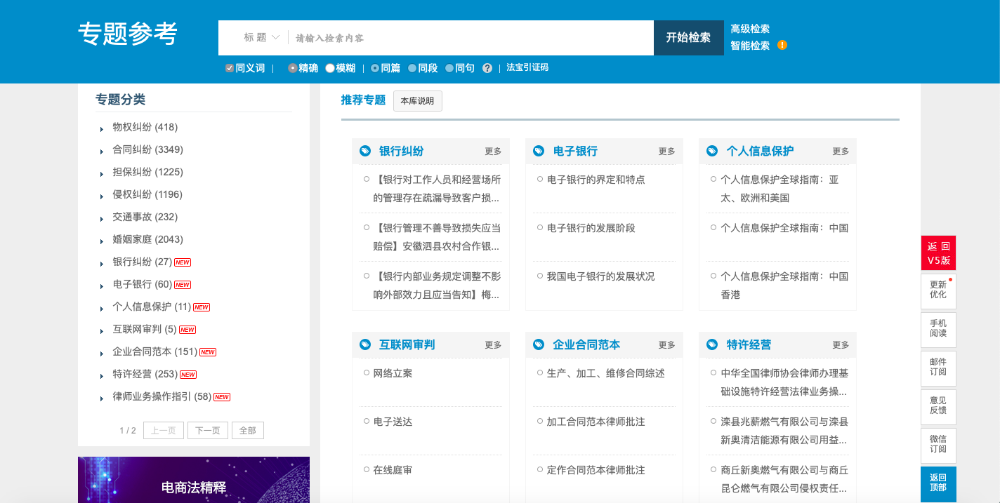 专题参考
标 题
请输入检索内容
开始检索
高级检索
智能检索 !
同义词 | 精确 模糊 | 同篇 同段 同句 ? | 法宝引证码
专题分类
物权纠纷 (418)
合同纠纷 (3349)
担保纠纷 (1225)
侵权纠纷 (1196)
交通事故 (232)
婚姻家庭 (2043)
银行纠纷 (27) NEW
电子银行 (60) NEW
个人信息保护 (11) NEW
互联网审判 (5) NEW
企业合同范本 (151) NEW
特许经营 (253) NEW
律师业务操作指引 (58) NEW
1 / 2 上一页 下一页 全部
电商法精释
推荐专题 本库说明
银行纠纷 更多
【银行对工作人员和经营场所
的管理存在疏漏导致客户损...
【银行管理不善导致损失应当
赔偿】安徽泗县农村合作银...
【银行内部业务规定调整不影
响外部效力且应当告知】梅...
电子银行 更多
电子银行的界定和特点
电子银行的发展阶段
我国电子银行的发展状况
个人信息保护 更多
个人信息保护全球指南：亚
太、欧洲和美国
个人信息保护全球指南：中国
个人信息保护全球指南：中国
香港
互联网审判 更多
网络立案
电子送达
在线庭审
企业合同范本 更多
生产、加工、维修合同综述
加工合同范本律师批注
定作合同范本律师批注
特许经营 更多
中华全国律师协会律师办理基
础设施特许经营法律业务操...
滦县兆薪燃气有限公司与滦县
新奥清洁能源有限公司用益...
商丘新奥燃气有限公司与商丘
昆仑燃气有限公司侵权责任...
返 回
V5版
更新
优化
手机
阅读
邮件
订阅
意见
反馈
微信
订阅
返回
顶部